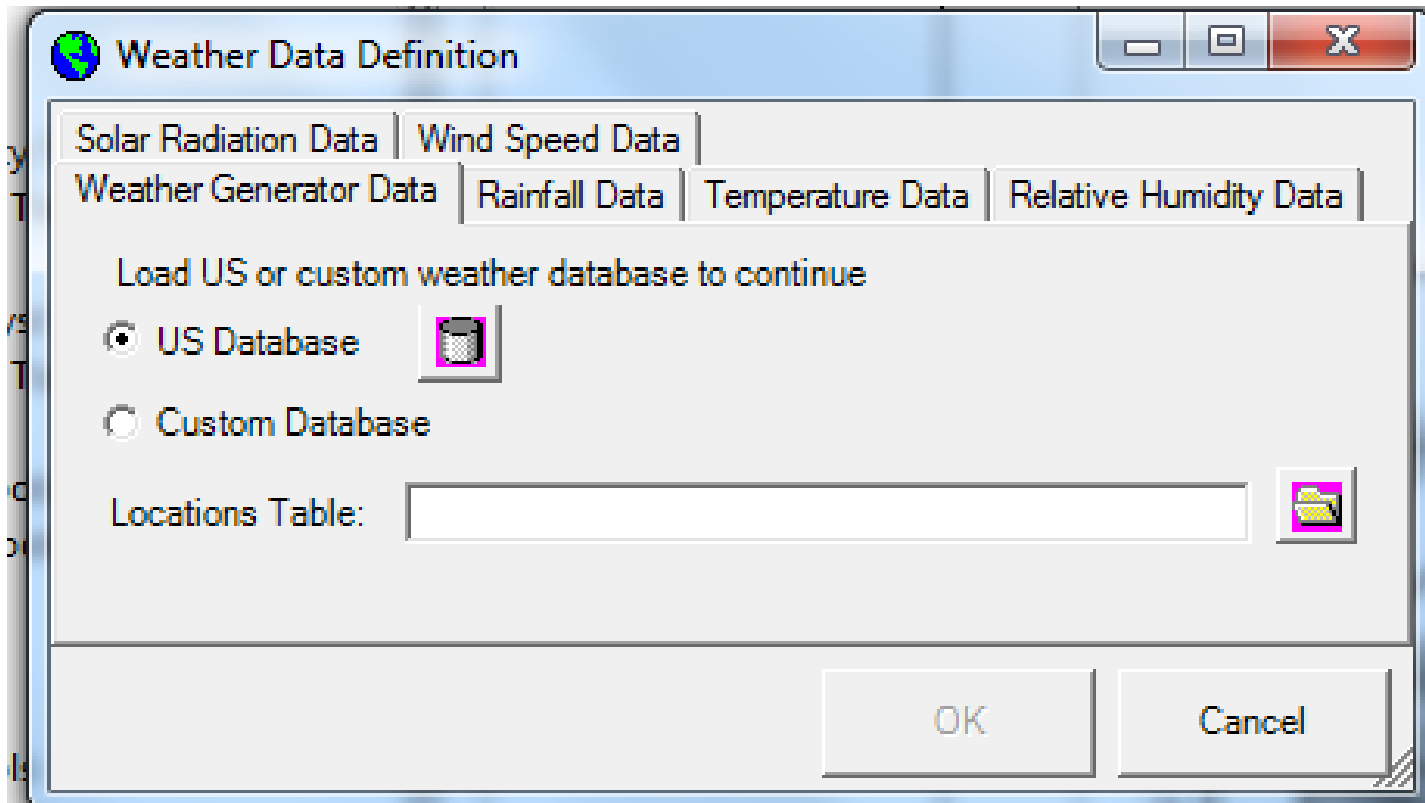 Weather Data Definition
Solar Radiation Data Wind Speed Data
Weather Generator Data Rainfall Data Temperature Data Relative Humidity Data
Load US or custom weather database to continue
US Database
Custom Database
Locations Table:
OK Cancel